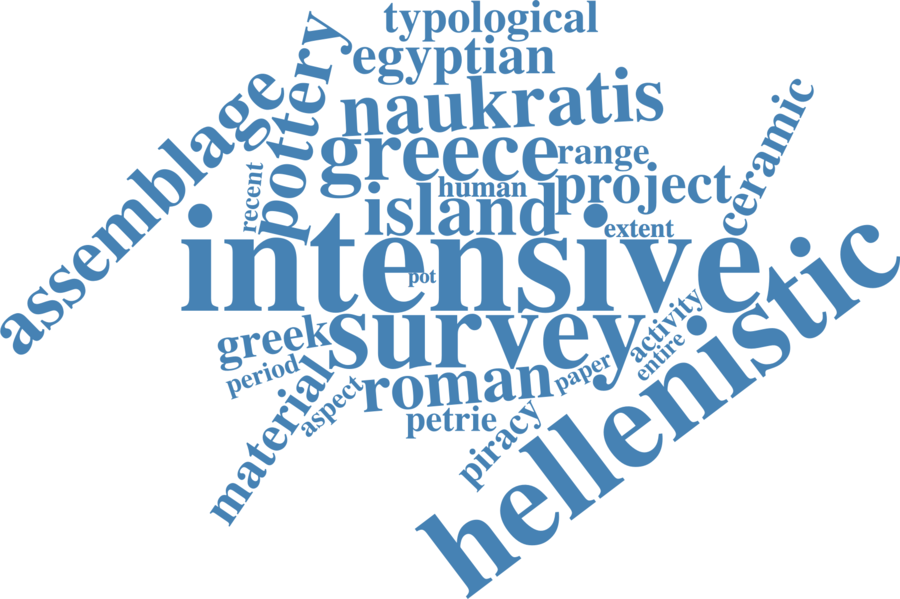 typological
egyptian
pottery
naukratis
assemblage
ceramic
greece
range
recent
human
project
island
extent
intensive
pot
hellenistic
survey
greek
activity
entire
period
material
aspect
roman
paper
petrie
piracy